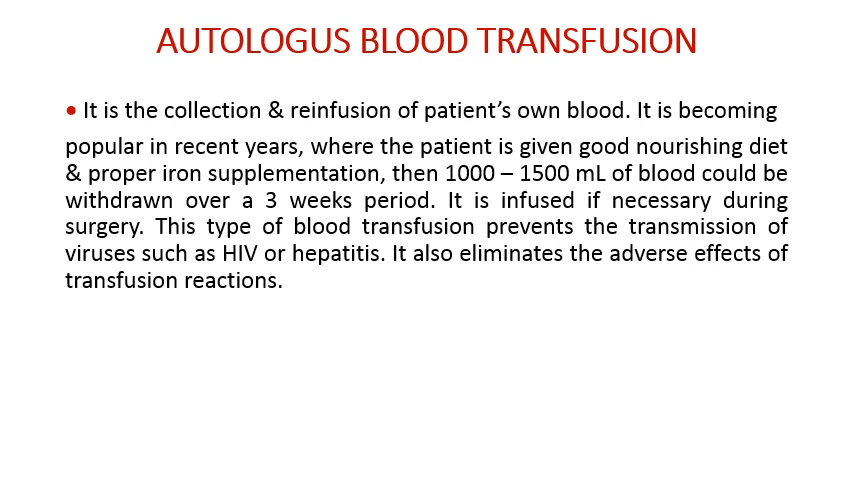 AUTOLOGUS BLOOD TRANSFUSION
• It is the collection & reinfusion of patient’s own blood. It is becoming
popular in recent years, where the patient is given good nourishing diet
& proper iron supplementation, then 1000 – 1500 mL of blood could be
withdrawn over a 3 weeks period. It is infused if necessary during
surgery. This type of blood transfusion prevents the transmission of
viruses such as HIV or hepatitis. It also eliminates the adverse effects of
transfusion reactions.